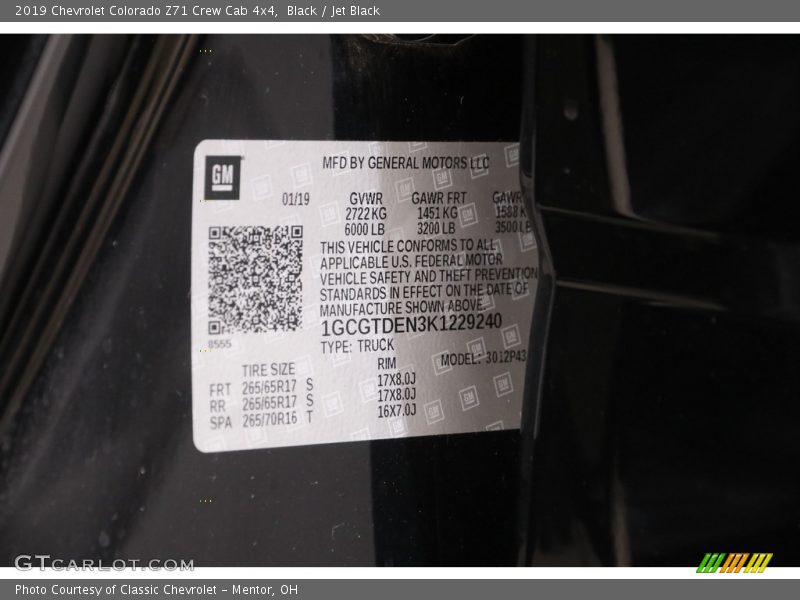 2019 Chevrolet Colorado Z71 Crew Cab 4x4, Black / Jet Black
GM
MFD BY GENERAL MOTORS LLC
01/19 GVWR GAWR FRT GAWR
2722 KG 1451 KG 1588 K
6000 LB 3200 LB 3500 LB
THIS VEHICLE CONFORMS TO ALL
APPLICABLE U.S. FEDERAL MOTOR
VEHICLE SAFETY AND THEFT PREVENTION
STANDARDS IN EFFECT ON THE DATE OF
MANUFACTURE SHOWN ABOVE
1GCGTDEN3K1229240
8555
TYPE: TRUCK
MODEL: 3012P43
TIRE SIZE RIM
FRT 265/65R17 S 17X8.0J
RR 265/65R17 S 17X8.0J
SPA 265/70R16 T 16X7.0J
GTCARLOT.COM
Photo Courtesy of Classic Chevrolet - Mentor, OH